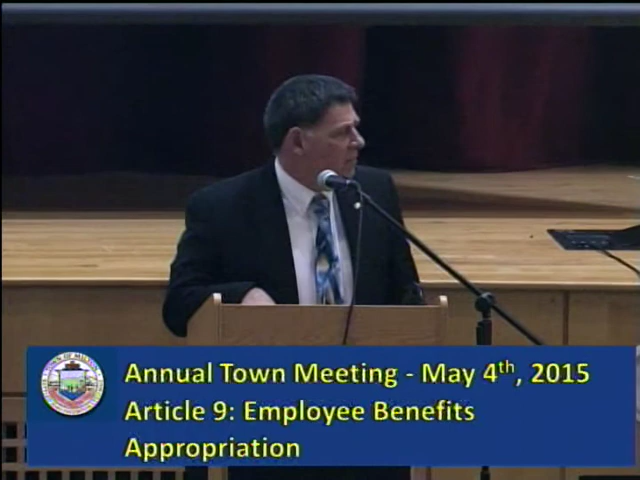 Annual Town Meeting - May 4th, 2015
Article 9: Employee Benefits
Appropriation